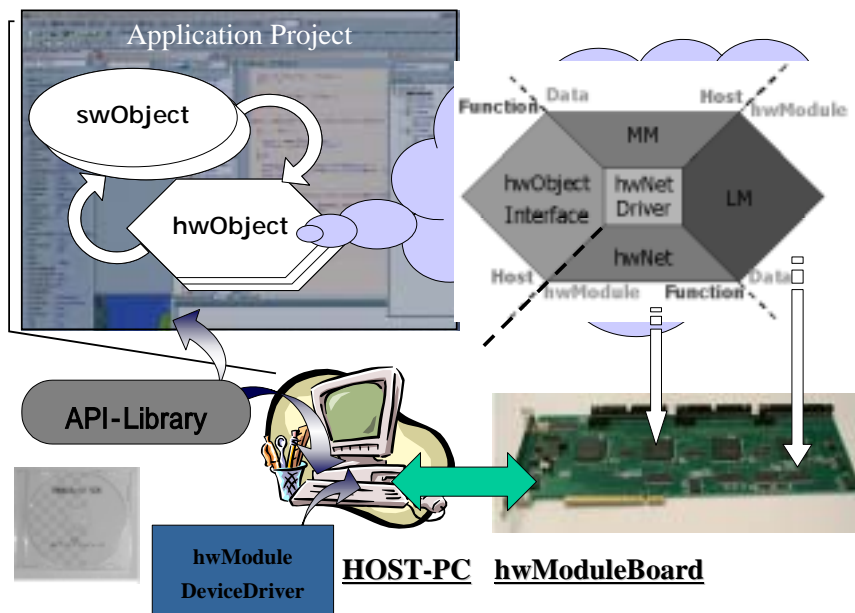 Application Project
swObject
hwObject
Function
Data
Host
hwModule
MM
hwObject
Interface
hwNet
Driver
LM
hwNet
Host
hwModule
Function
Data
API-Library
hwModule
DeviceDriver
HOST-PC
hwModuleBoard